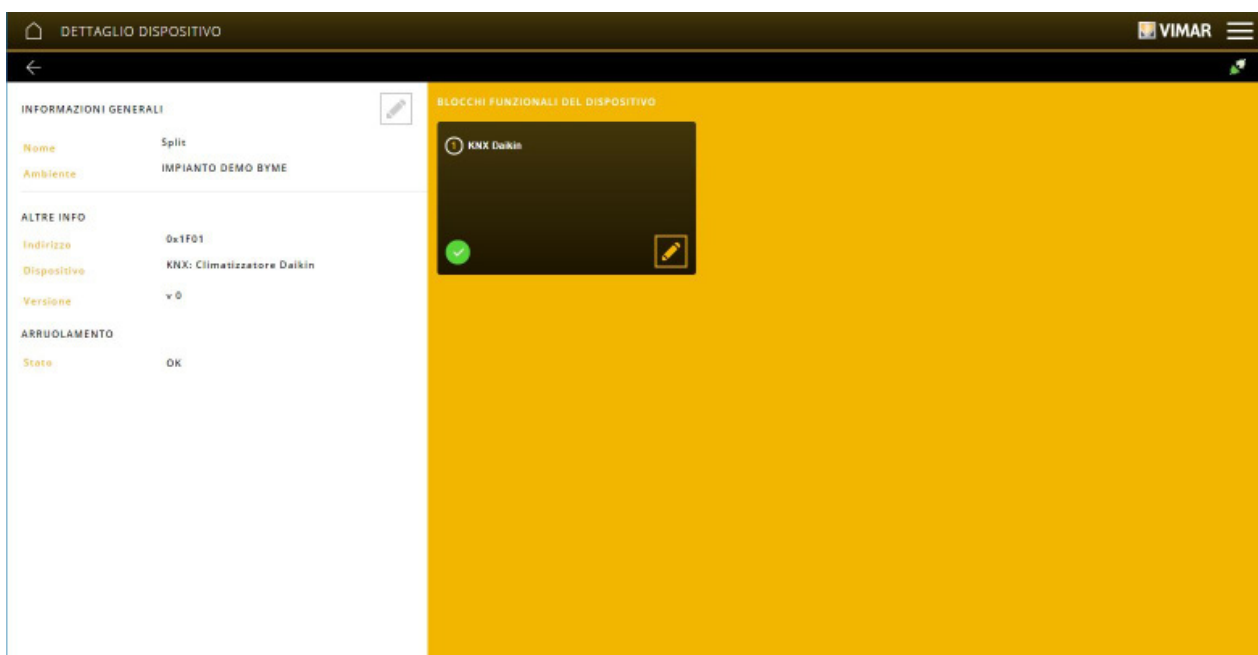 DETTAGLIO DISPOSITIVO
VIMAR
INFORMAZIONI GENERALI
Nome Split
Ambiente IMPIANTO DEMO BYME
ALTRE INFO
Indirizzo 0x1F01
Dispositivo KNX: Climatizzatore Daikin
Versione v 0
ARRUOLAMENTO
Stato OK
BLOCCHI FUNZIONALI DEL DISPOSITIVO
1 KNX Daikin